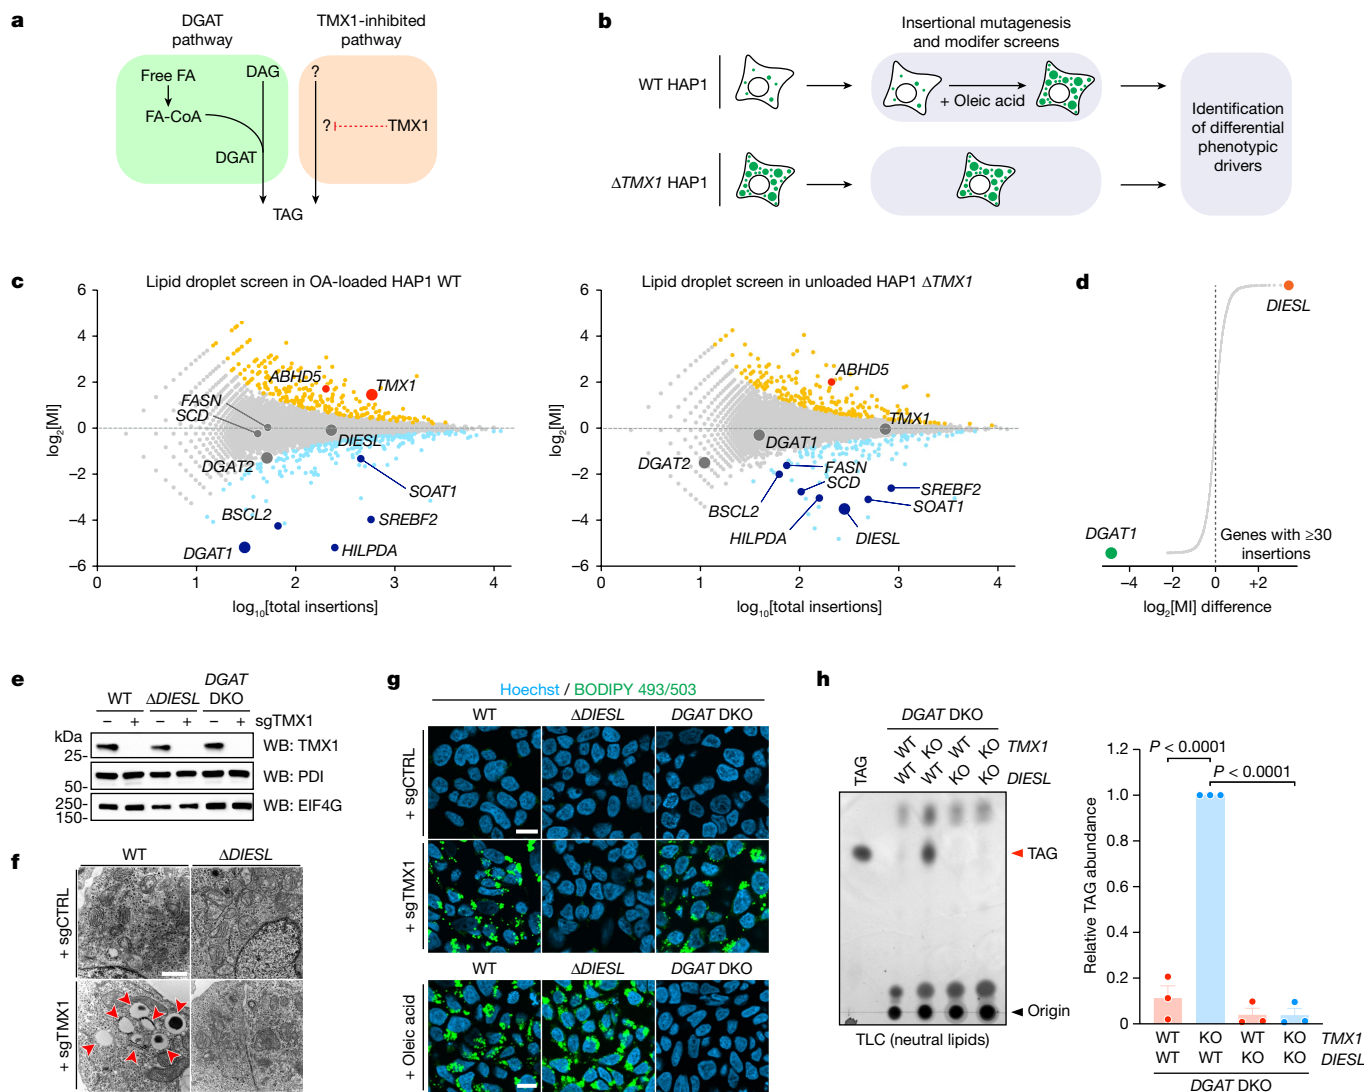 a
DGAT
pathway
TMX1-inhibited
pathway
Free FA
DAG
?
FA-CoA
?
TMX1
DGAT
TAG
b
Insertional mutagenesis
and modifer screens
WT HAP1
+ Oleic acid
ΔTMX1 HAP1
Identification
of differential
phenotypic
drivers
c
Lipid droplet screen in OA-loaded HAP1 WT
6
4
2
0
−2
−4
−6
log2[MI]
ABHD5
TMX1
FASN
SCD
DIESL
DGAT2
SOAT1
BSCL2
SREBF2
DGAT1
HILPDA
0
1
2
3
4
log10[total insertions]
Lipid droplet screen in unloaded HAP1 ΔTMX1
6
4
2
0
−2
−4
−6
log2[MI]
ABHD5
TMX1
DGAT1
DGAT2
FASN
SCD
BSCL2
SREBF2
SOAT1
HILPDA
DIESL
0
1
2
3
4
log10[total insertions]
d
DIESL
DGAT1
Genes with ≥30
insertions
−4
−2
0
+2
log2[MI] difference
e
WT
ΔDIESL
DGAT
DKO
− + − + − + sgTMX1
kDa
25-
WB: TMX1
50-
WB: PDI
250-
150-
WB: EIF4G
f
WT
ΔDIESL
+ sgCTRL
+ sgTMX1
g
Hoechst / BODIPY 493/503
WT
ΔDIESL
DGAT DKO
+ sgCTRL
+ sgTMX1
WT
ΔDIESL
DGAT DKO
+ Oleic acid
h
DGAT DKO
WT KO WT KO TMX1
WT WT KO KO DIESL
TAG
TAG
Origin
TLC (neutral lipids)
Relative TAG abundance
1.2
1.0
0.8
0.6
0.4
0.2
0
P < 0.0001
P < 0.0001
WT KO WT KO TMX1
WT WT KO KO DIESL
DGAT DKO